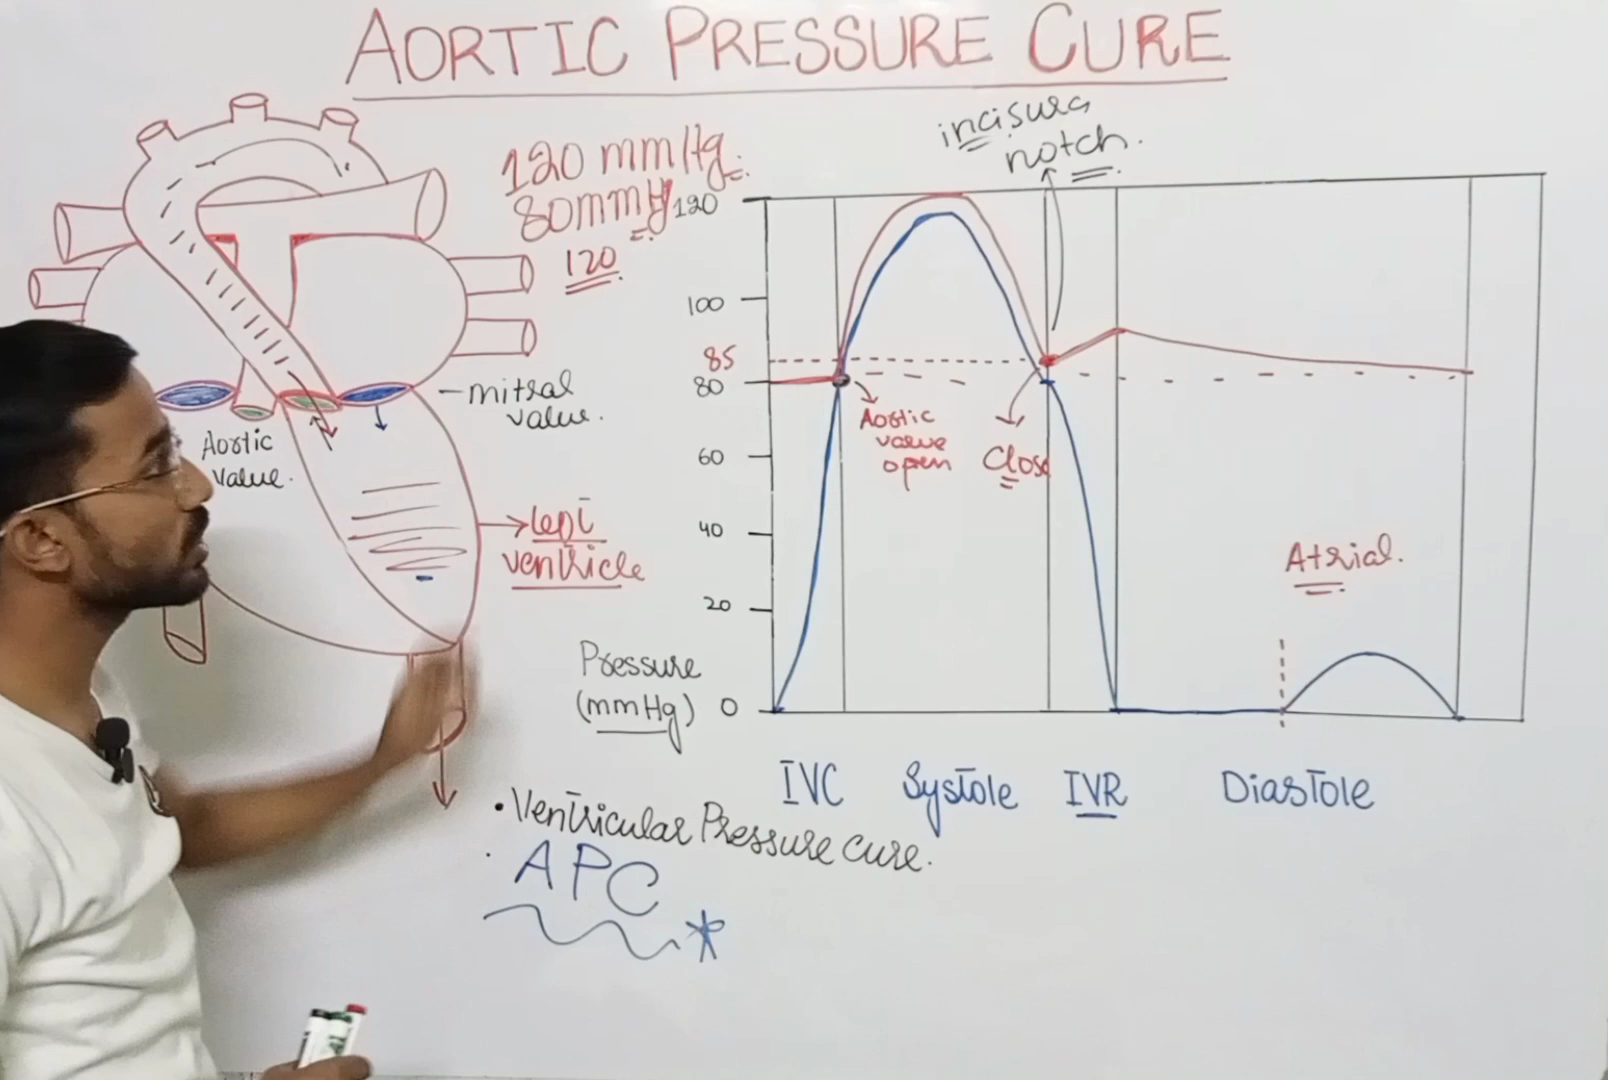 AORTIC PRESSURE CURE
120 mmHg.
80mmHg
120
incisura
notch.
120
100
85
80
60
40
20
0
Pressure
(mmHg)
Aortic
valve
open
Close
Atrial.
mitral
value.
Aortic
value.
Left
ventricle
IVC Systole IVR Diastole
• Ventricular Pressure Cure.
. APC